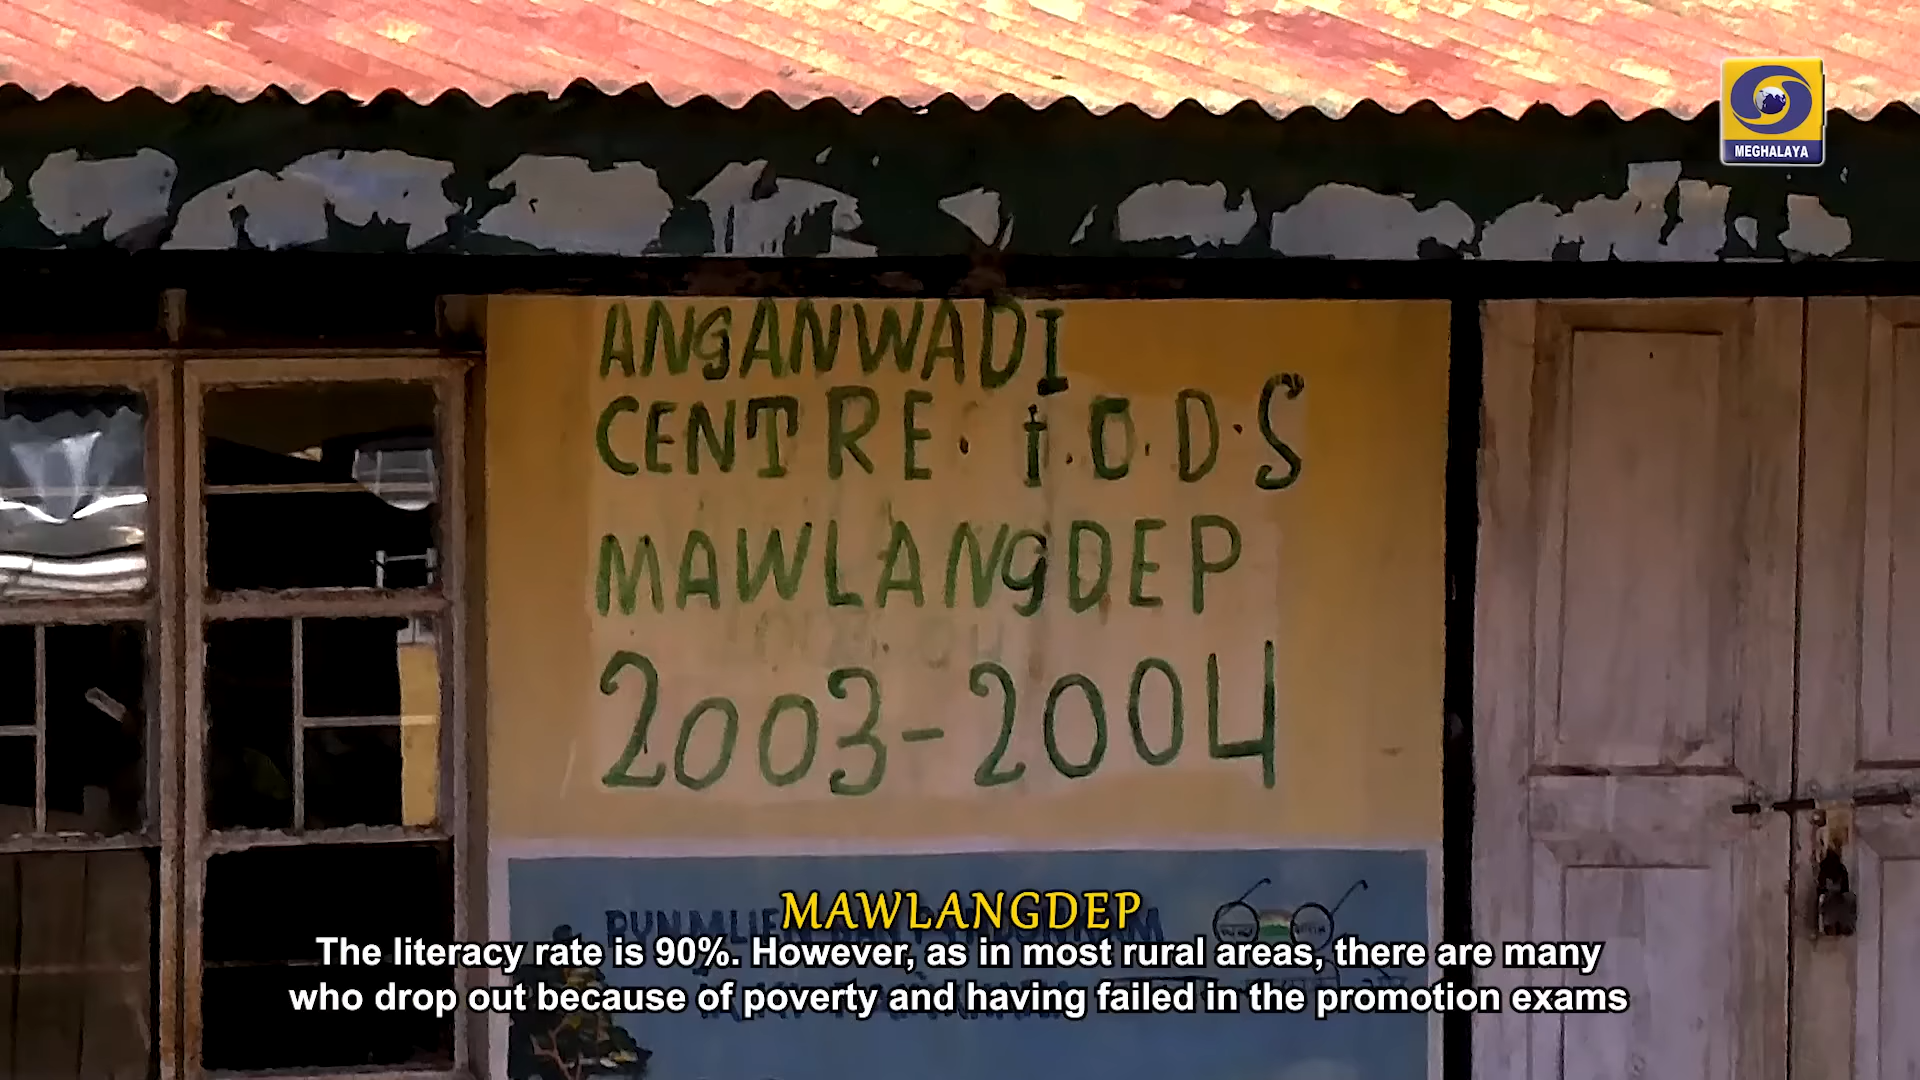 MEGHALAYA
ANGANWADI
CENTRE. I.C.D.S
MAWLANGDEP
2003-2004
MAWLANGDEP
The literacy rate is 90%. However, as in most rural areas, there are many
who drop out because of poverty and having failed in the promotion exams